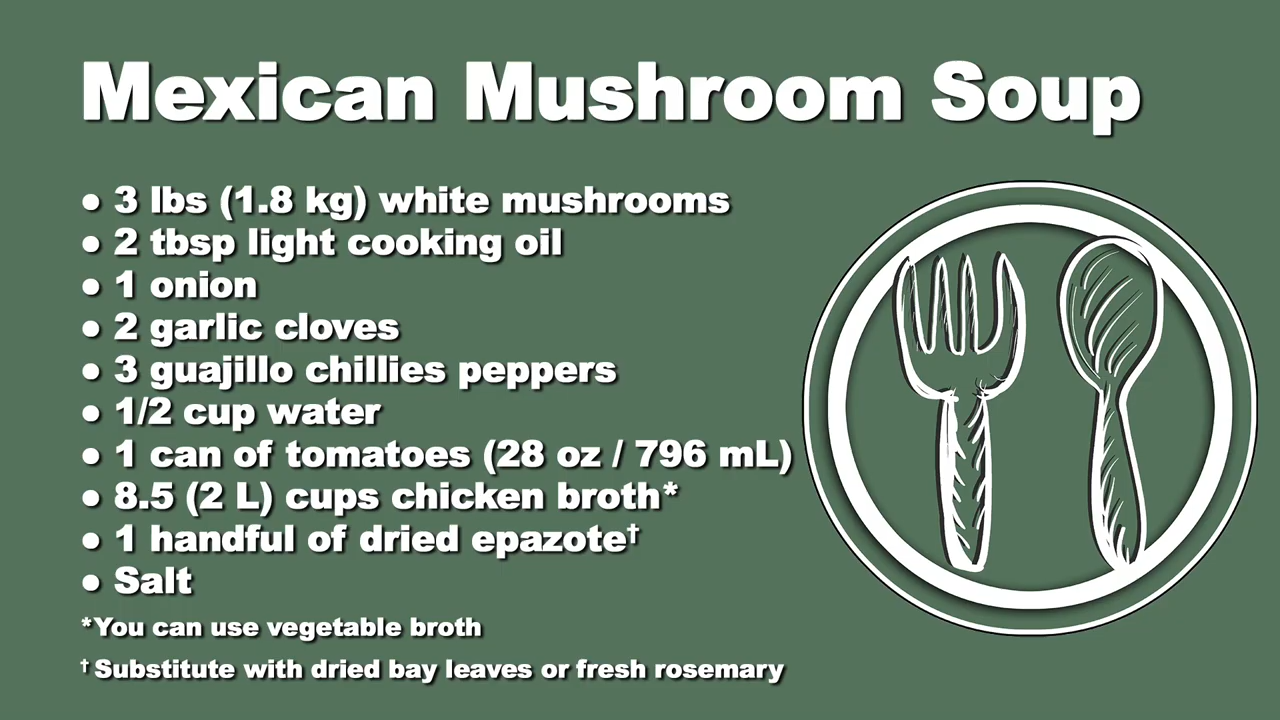 Mexican Mushroom Soup
● 3 lbs (1.8 kg) white mushrooms
● 2 tbsp light cooking oil
● 1 onion
● 2 garlic cloves
● 3 guajillo chillies peppers
● 1/2 cup water
● 1 can of tomatoes (28 oz / 796 mL)
● 8.5 (2 L) cups chicken broth*
● 1 handful of dried epazote†
● Salt
*You can use vegetable broth
† Substitute with dried bay leaves or fresh rosemary